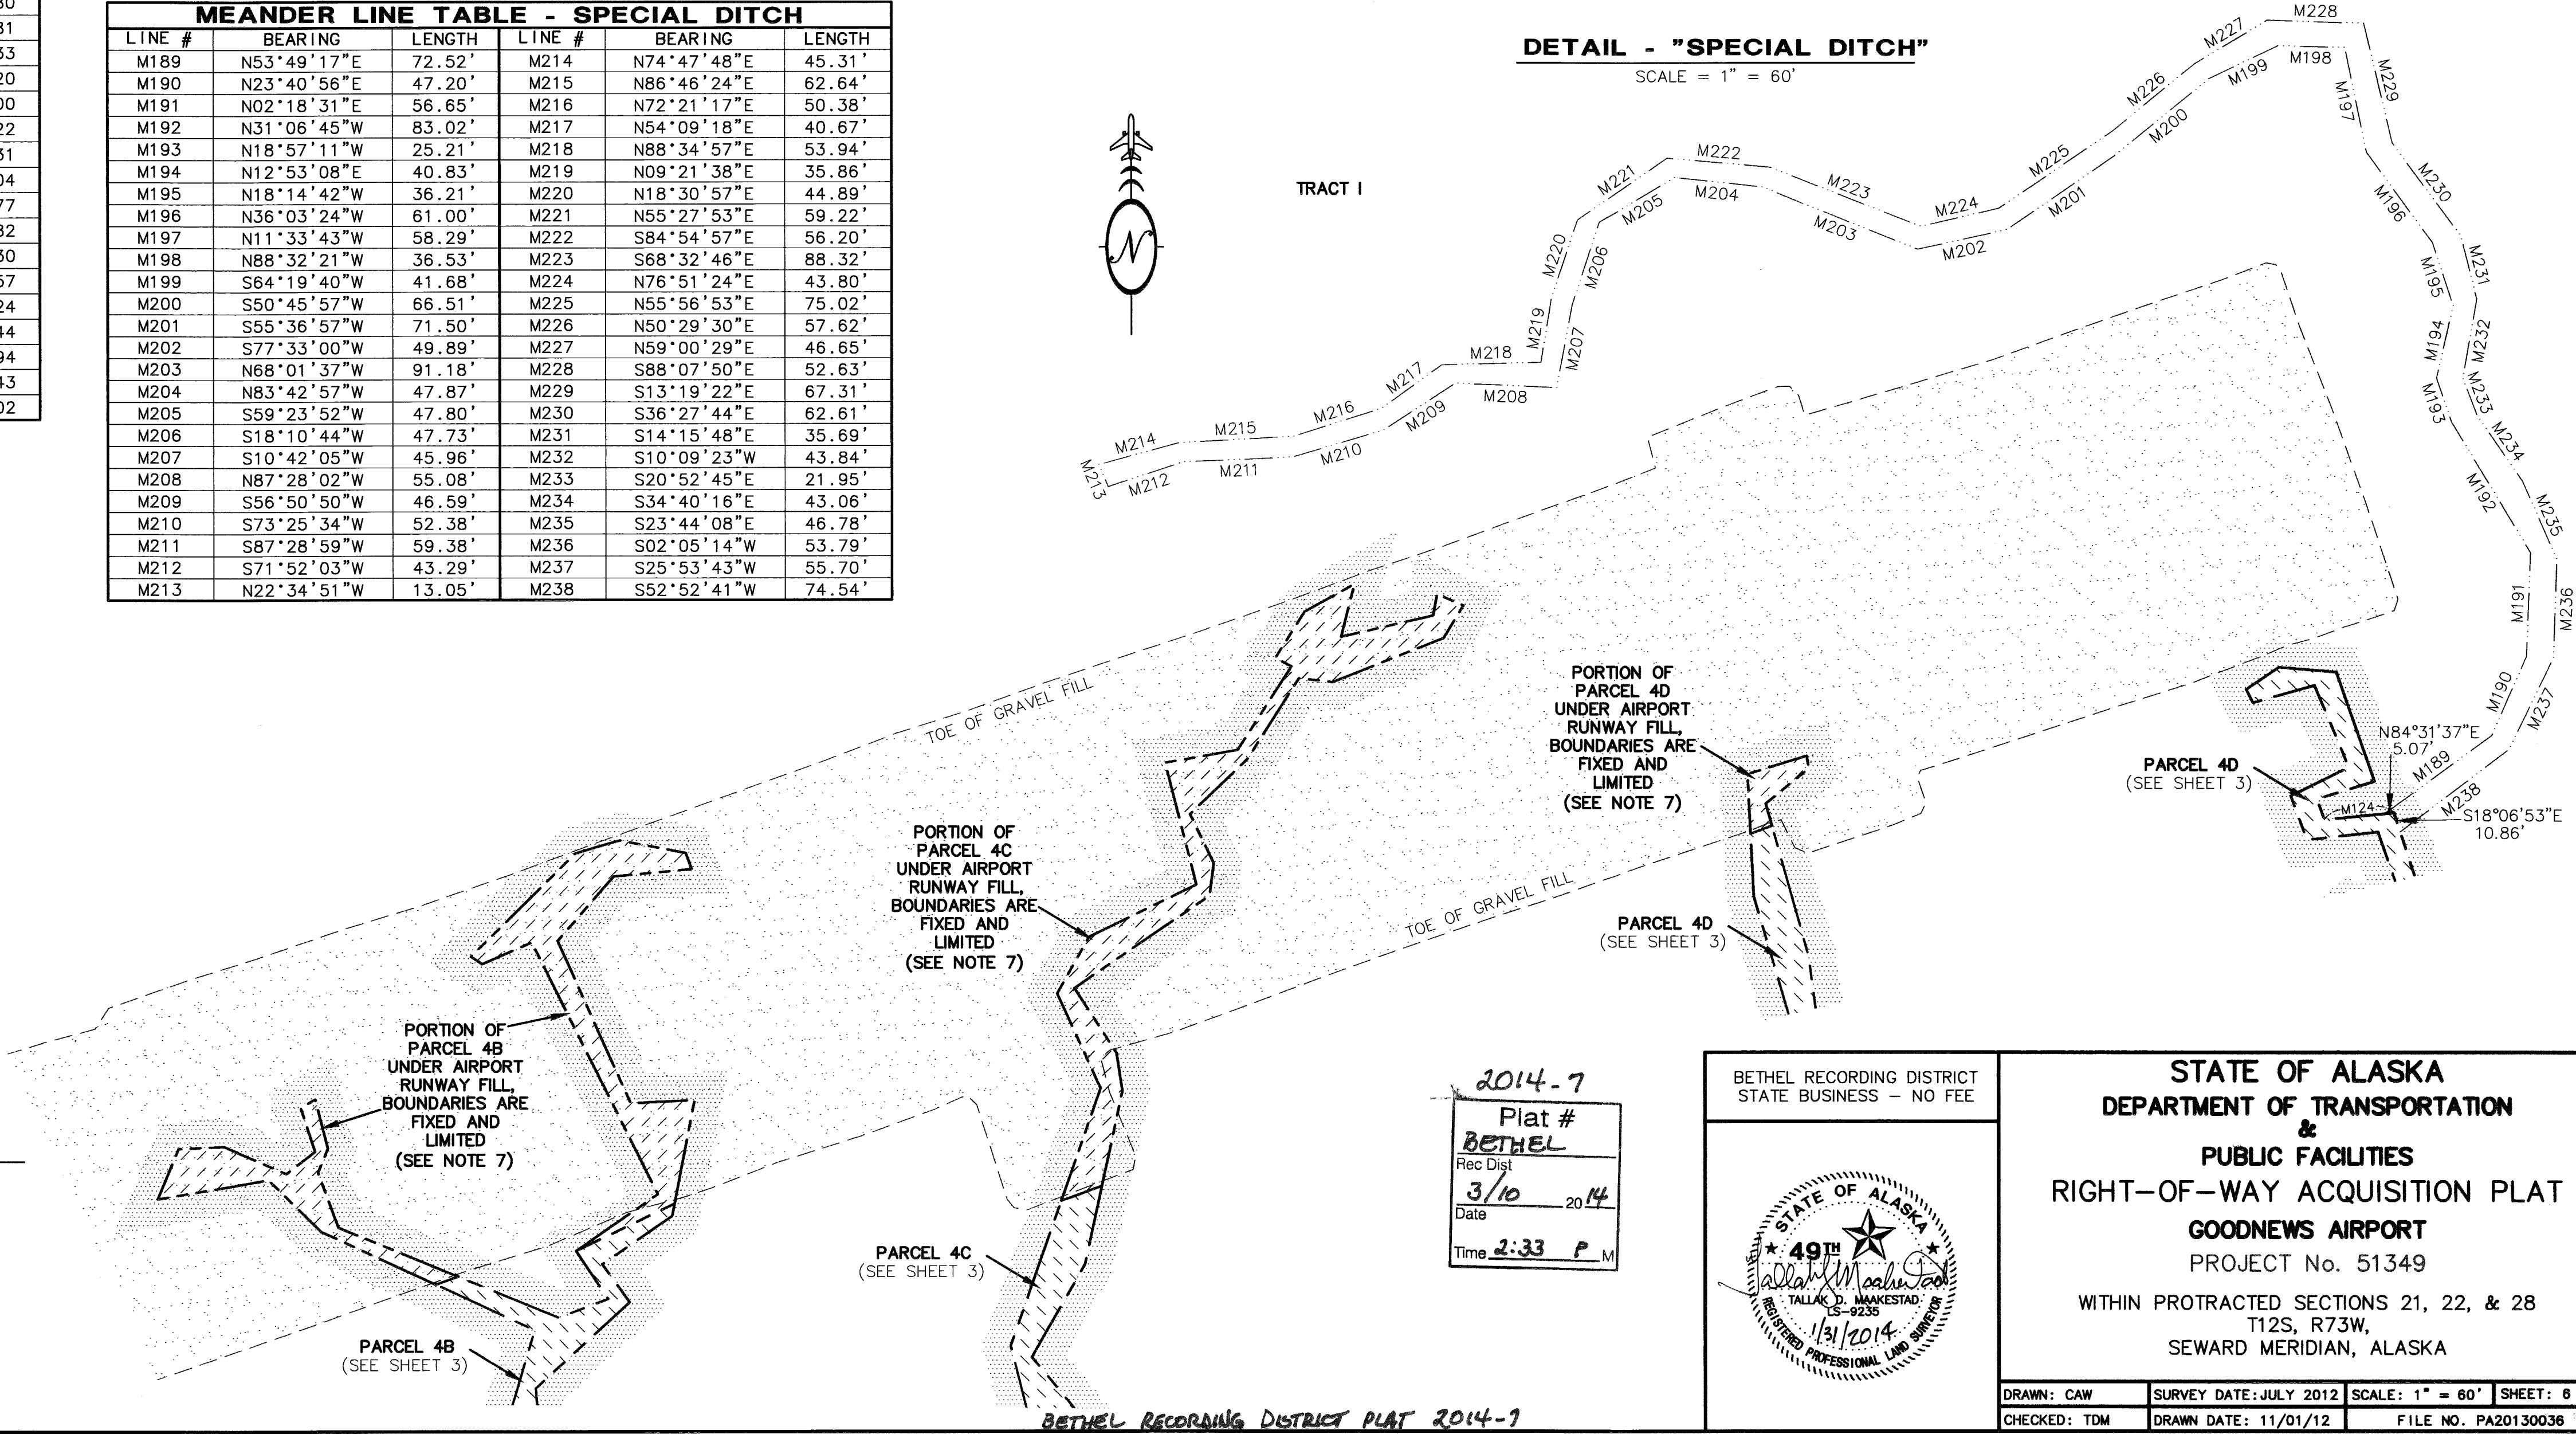 30
31
33
20
00
22
31
04
77
32
30
57
24
44
94
43
02
MEANDER LINE TABLE - SPECIAL DITCH
LINE # BEARING LENGTH LINE # BEARING LENGTH
M189 N53°49'17"E 72.52' M214 N74°47'48"E 45.31'
M190 N23°40'56"E 47.20' M215 N86°46'24"E 62.64'
M191 N02°18'31"E 56.65' M216 N72°21'17"E 50.38'
M192 N31°06'45"W 83.02' M217 N54°09'18"E 40.67'
M193 N18°57'11"W 25.21' M218 N88°34'57"E 53.94'
M194 N12°53'08"E 40.83' M219 N09°21'38"E 35.86'
M195 N18°14'42"W 36.21' M220 N18°30'57"E 44.89'
M196 N36°03'24"W 61.00' M221 N55°27'53"E 59.22'
M197 N11°33'43"W 58.29' M222 S84°54'57"E 56.20'
M198 N88°32'21"W 36.53' M223 S68°32'46"E 88.32'
M199 S64°19'40"W 41.68' M224 N76°51'24"E 43.80'
M200 S50°45'57"W 66.51' M225 N55°56'53"E 75.02'
M201 S55°36'57"W 71.50' M226 N50°29'30"E 57.62'
M202 S77°33'00"W 49.89' M227 N59°00'29"E 46.65'
M203 N68°01'37"W 91.18' M228 S88°07'50"E 52.63'
M204 N83°42'57"W 47.87' M229 S13°19'22"E 67.31'
M205 S59°23'52"W 47.80' M230 S36°27'44"E 62.61'
M206 S18°10'44"W 47.73' M231 S14°15'48"E 35.69'
M207 S10°42'05"W 45.96' M232 S10°09'23"W 43.84'
M208 N87°28'02"W 55.08' M233 S20°52'45"E 21.95'
M209 S56°50'50"W 46.59' M234 S34°40'16"E 43.06'
M210 S73°25'34"W 52.38' M235 S23°44'08"E 46.78'
M211 S87°28'59"W 59.38' M236 S02°05'14"W 53.79'
M212 S71°52'03"W 43.29' M237 S25°53'43"W 55.70'
M213 N22°34'51"W 13.05' M238 S52°52'41"W 74.54'
DETAIL - "SPECIAL DITCH"
SCALE = 1" = 60'
N
TRACT I
M228
M227
M198
M199
M229
M197
M226
M200
M222
M225
M221
M204
M223
M230
M201
M205
M224
M196
M203
M202
M220
M206
M231
M195
M219
M207
M232
M194
M218
M217
M208
M233
M193
M216
M209
M215
M214
M234
M210
M211
M213
M212
M192
M235
M191
M236
M190
M237
N84°31'37"E
5.07'
M189
M238
M124
S18°06'53"E
10.86'
PARCEL 4D
(SEE SHEET 3)
TOE OF GRAVEL FILL
PORTION OF
PARCEL 4D
UNDER AIRPORT
RUNWAY FILL,
BOUNDARIES ARE
FIXED AND
LIMITED
(SEE NOTE 7)
PORTION OF
PARCEL 4C
UNDER AIRPORT
RUNWAY FILL,
BOUNDARIES ARE
FIXED AND
LIMITED
(SEE NOTE 7)
TOE OF GRAVEL FILL
PARCEL 4D
(SEE SHEET 3)
PORTION OF
PARCEL 4B
UNDER AIRPORT
RUNWAY FILL,
BOUNDARIES ARE
FIXED AND
LIMITED
(SEE NOTE 7)
PARCEL 4C
(SEE SHEET 3)
PARCEL 4B
(SEE SHEET 3)
2014-7
Plat #
BETHEL
Rec Dist
3/10 2014
Date
Time 2:33 P M
BETHEL RECORDING DISTRICT PLAT 2014-7
BETHEL RECORDING DISTRICT
STATE BUSINESS – NO FEE
STATE OF ALASKA
49TH
TALLAK D. MAAKESTAD
LS-9235
1/31/2014
REGISTERED PROFESSIONAL LAND SURVEYOR
STATE OF ALASKA
DEPARTMENT OF TRANSPORTATION
&
PUBLIC FACILITIES
RIGHT–OF–WAY ACQUISITION PLAT
GOODNEWS AIRPORT
PROJECT No. 51349
WITHIN PROTRACTED SECTIONS 21, 22, & 28
T12S, R73W,
SEWARD MERIDIAN, ALASKA
DRAWN: CAW SURVEY DATE: JULY 2012 SCALE: 1" = 60' SHEET: 6
CHECKED: TDM DRAWN DATE: 11/01/12 FILE NO. PA20130036